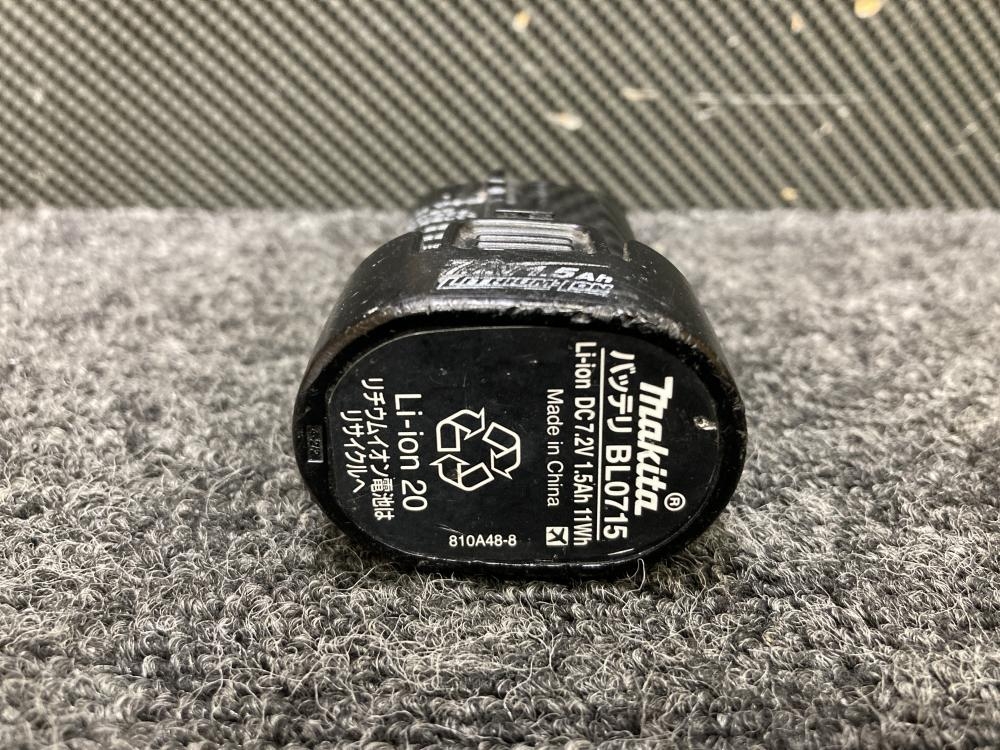 1.5Ah
LITHIUM-ION
makita®
バッテリ BL0715
Li-ion DC7.2V 1.5Ah 11Wh
Made in China
Li-ion 20
リチウムイオン電池は
リサイクルへ
810A48-8